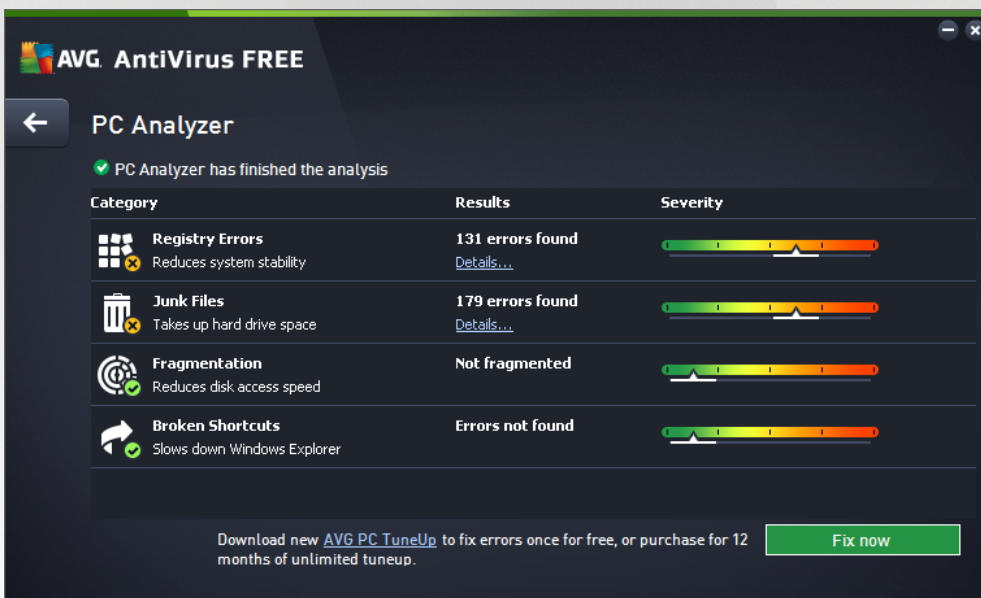 AVG. AntiVirus FREE
PC Analyzer
PC Analyzer has finished the analysis
Category Results Severity
Registry Errors 131 errors found
Reduces system stability Details...
Junk Files 179 errors found
Takes up hard drive space Details...
Fragmentation Not fragmented
Reduces disk access speed
Broken Shortcuts Errors not found
Slows down Windows Explorer
Download new AVG PC TuneUp to fix errors once for free, or purchase for 12 Fix now
months of unlimited tuneup.